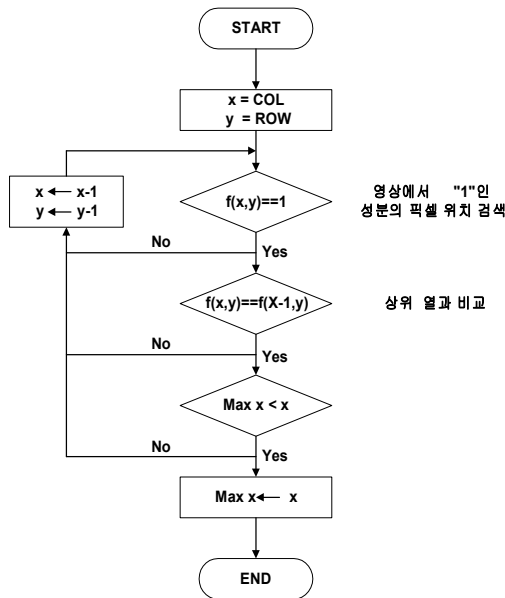 START
x = COL
y = ROW
x ← x-1
y ← y-1
f(x,y)==1
영상에서 "1"인
성분의 픽셀 위치 검색
No
Yes
f(x,y)==f(X-1,y)
상위 열과 비교
No
Yes
Max x < x
No
Yes
Max x ← x
END